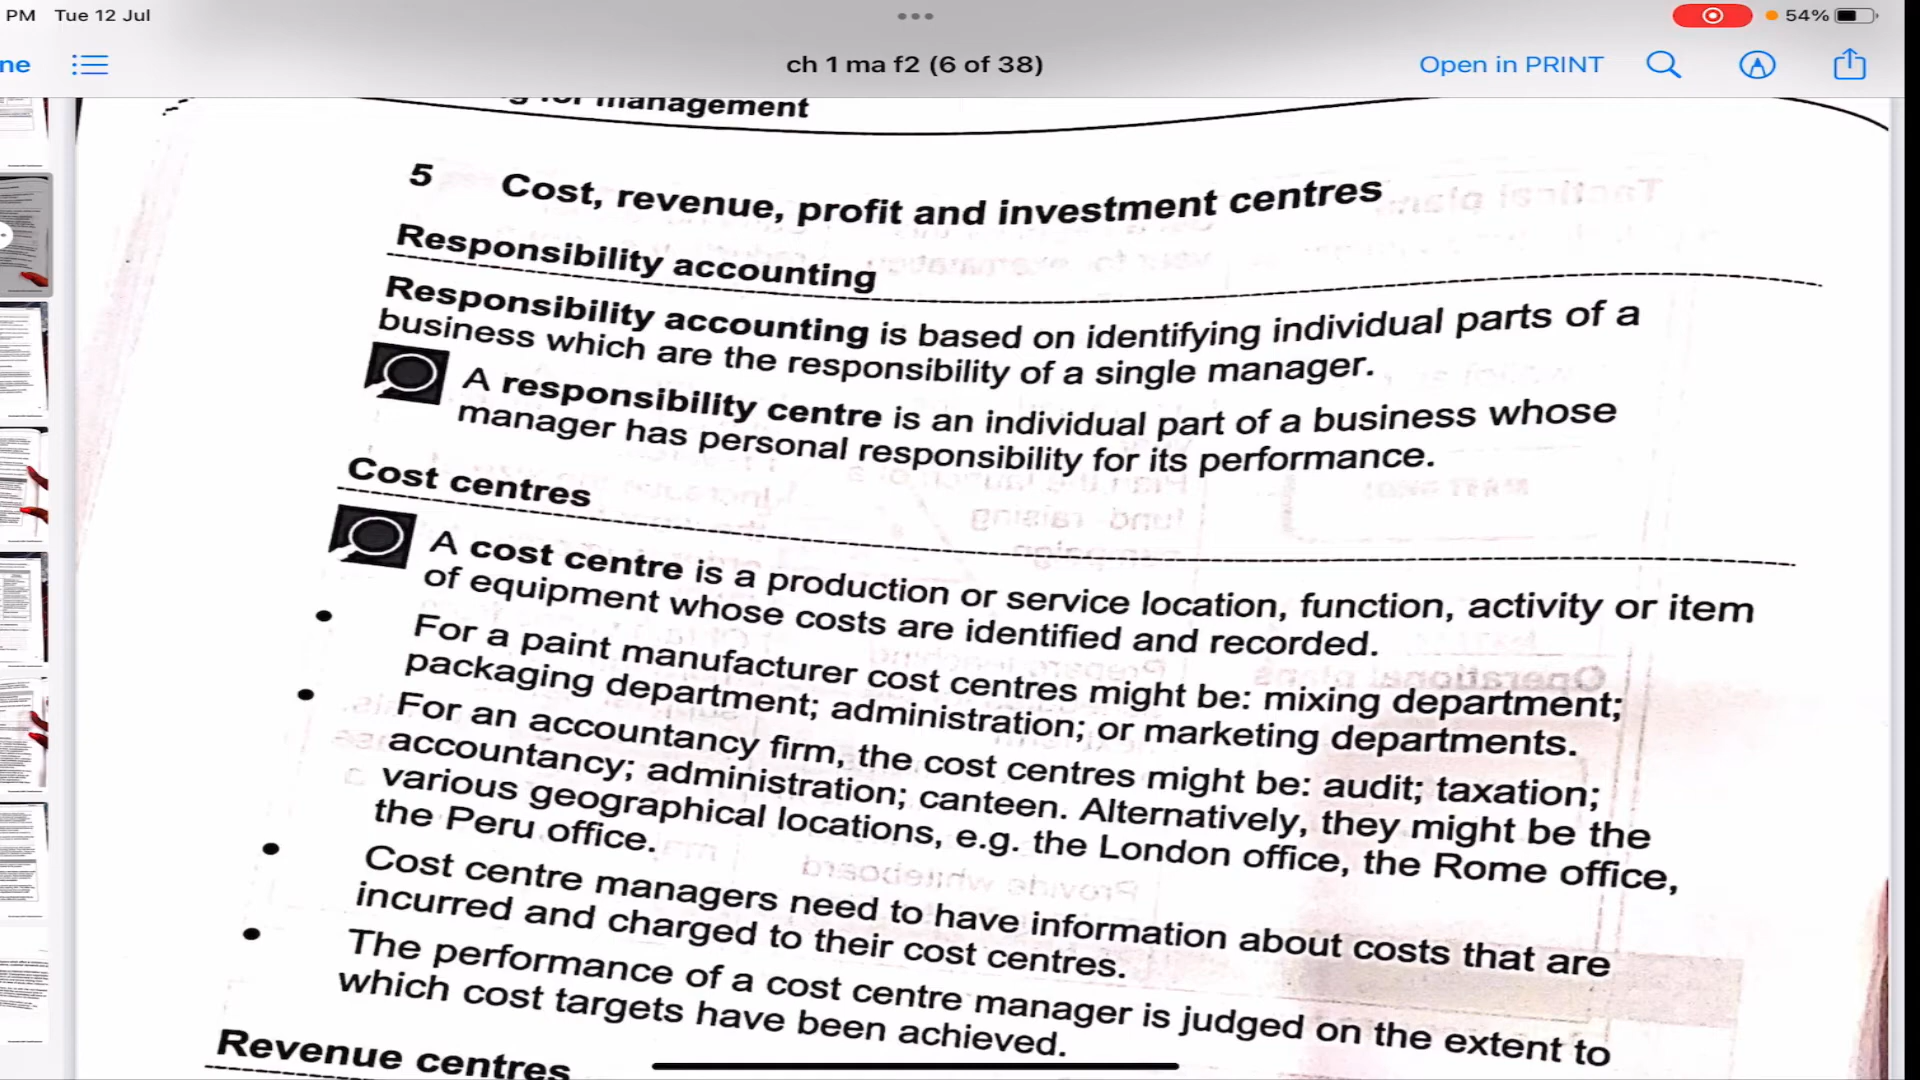 PM Tue 12 Jul
54%
ne
ch 1 ma f2 (6 of 38)
Open in PRINT
management
5 Cost, revenue, profit and investment centres
Responsibility accounting
Responsibility accounting is based on identifying individual parts of a
business which are the responsibility of a single manager.
A responsibility centre is an individual part of a business whose
manager has personal responsibility for its performance.
Cost centres
A cost centre is a production or service location, function, activity or item
of equipment whose costs are identified and recorded.
• For a paint manufacturer cost centres might be: mixing department;
packaging department; administration; or marketing departments.
• For an accountancy firm, the cost centres might be: audit; taxation;
accountancy; administration; canteen. Alternatively, they might be the
various geographical locations, e.g. the London office, the Rome office,
the Peru office.
• Cost centre managers need to have information about costs that are
incurred and charged to their cost centres.
• The performance of a cost centre manager is judged on the extent to
which cost targets have been achieved.
Revenue centres